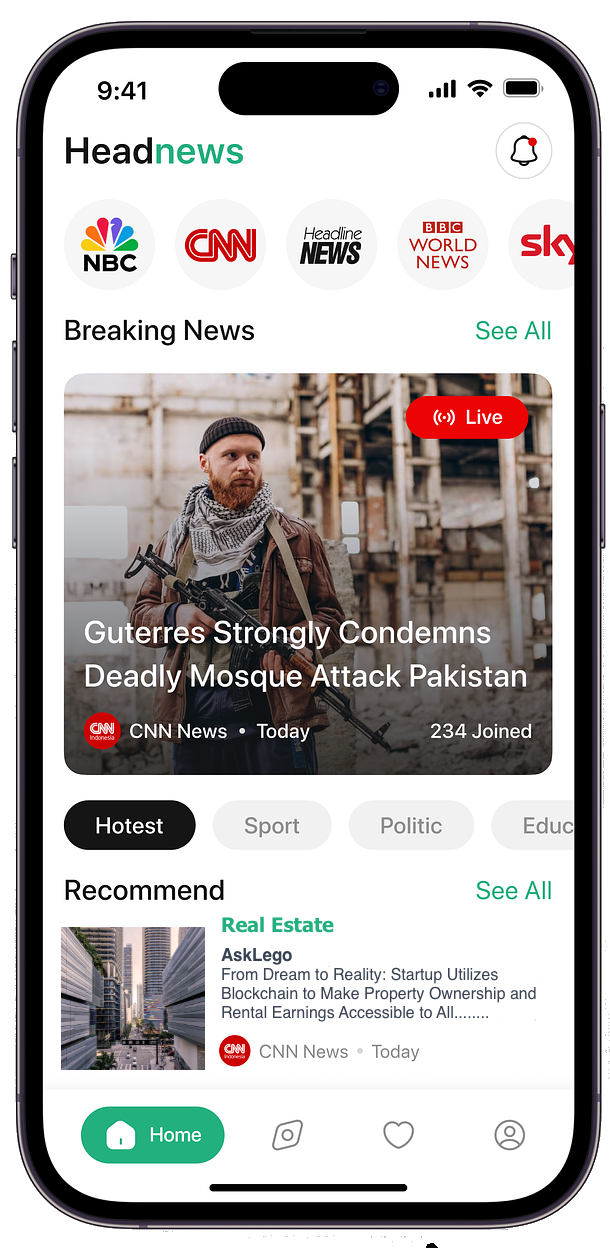 9:41
Headnews
NBC
CNN
Headline
NEWS
BBC
WORLD
NEWS
sky
Breaking News
See All
Live
Guterres Strongly Condemns
Deadly Mosque Attack Pakistan
CNN
Indonesia
CNN News • Today
234 Joined
Hotest
Sport
Politic
Educ
Recommend
See All
Real Estate
AskLego
From Dream to Reality: Startup Utilizes
Blockchain to Make Property Ownership and
Rental Earnings Accessible to All........
CNN
Indonesia
CNN News • Today
Home